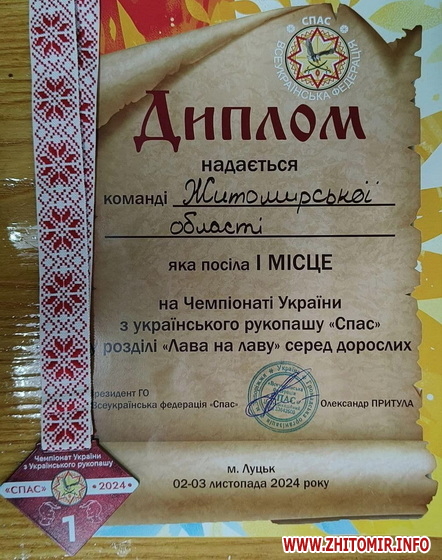 СПАС
ВСЕУКРАЇНСЬКА ФЕДЕРАЦІЯ
Диплом
надається
команді Житомирської
області
яка посіла І МІСЦЕ
на Чемпіонаті України
з українського рукопашу «Спас»
розділі «Лава на лаву» серед дорослих
резидент ГО
Всеукраїнська федерація «Спас»
Олександр ПРИТУЛА
СПАС
Чемпіонат України
з Українського рукопашу
«СПАС» 2024
1
м. Луцьк
02-03 листопада 2024 року
WWW.ZHITOMIR.INFO